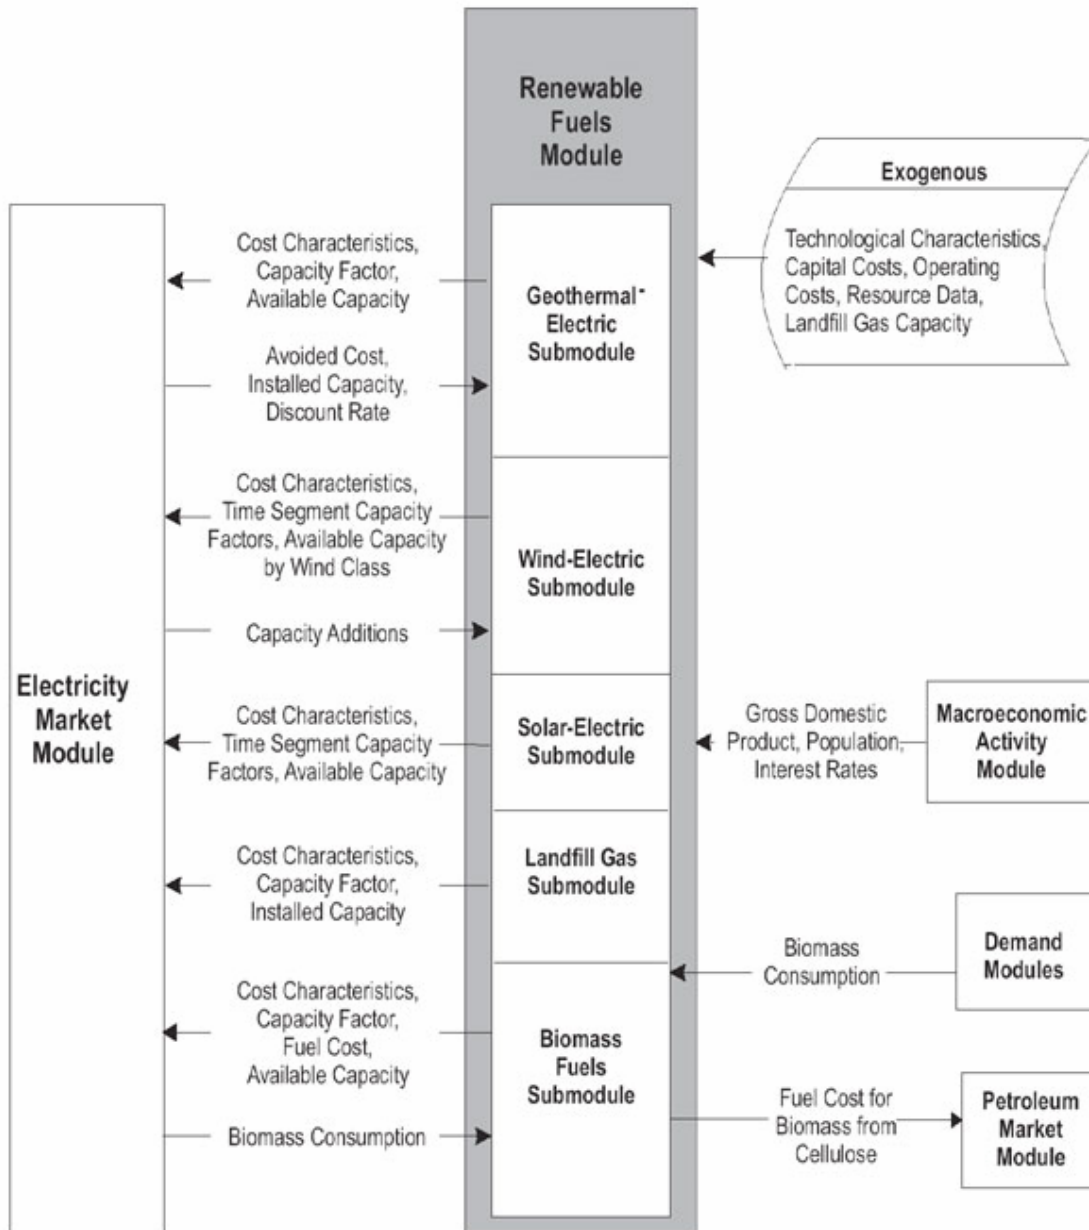 Renewable
Fuels
Module
Exogenous
Technological Characteristics,
Capital Costs, Operating
Costs, Resource Data,
Landfill Gas Capacity
Electricity
Market
Module
Cost Characteristics,
Capacity Factor,
Available Capacity
Avoided Cost,
Installed Capacity,
Discount Rate
Geothermal-
Electric
Submodule
Cost Characteristics,
Time Segment Capacity
Factors, Available Capacity
by Wind Class
Capacity Additions
Wind-Electric
Submodule
Cost Characteristics,
Time Segment Capacity
Factors, Available Capacity
Solar-Electric
Submodule
Gross Domestic
Product, Population,
Interest Rates
Macroeconomic
Activity
Module
Cost Characteristics,
Capacity Factor,
Installed Capacity
Landfill Gas
Submodule
Biomass
Consumption
Demand
Modules
Cost Characteristics,
Capacity Factor,
Fuel Cost,
Available Capacity
Biomass Consumption
Biomass
Fuels
Submodule
Fuel Cost for
Biomass from
Cellulose
Petroleum
Market
Module